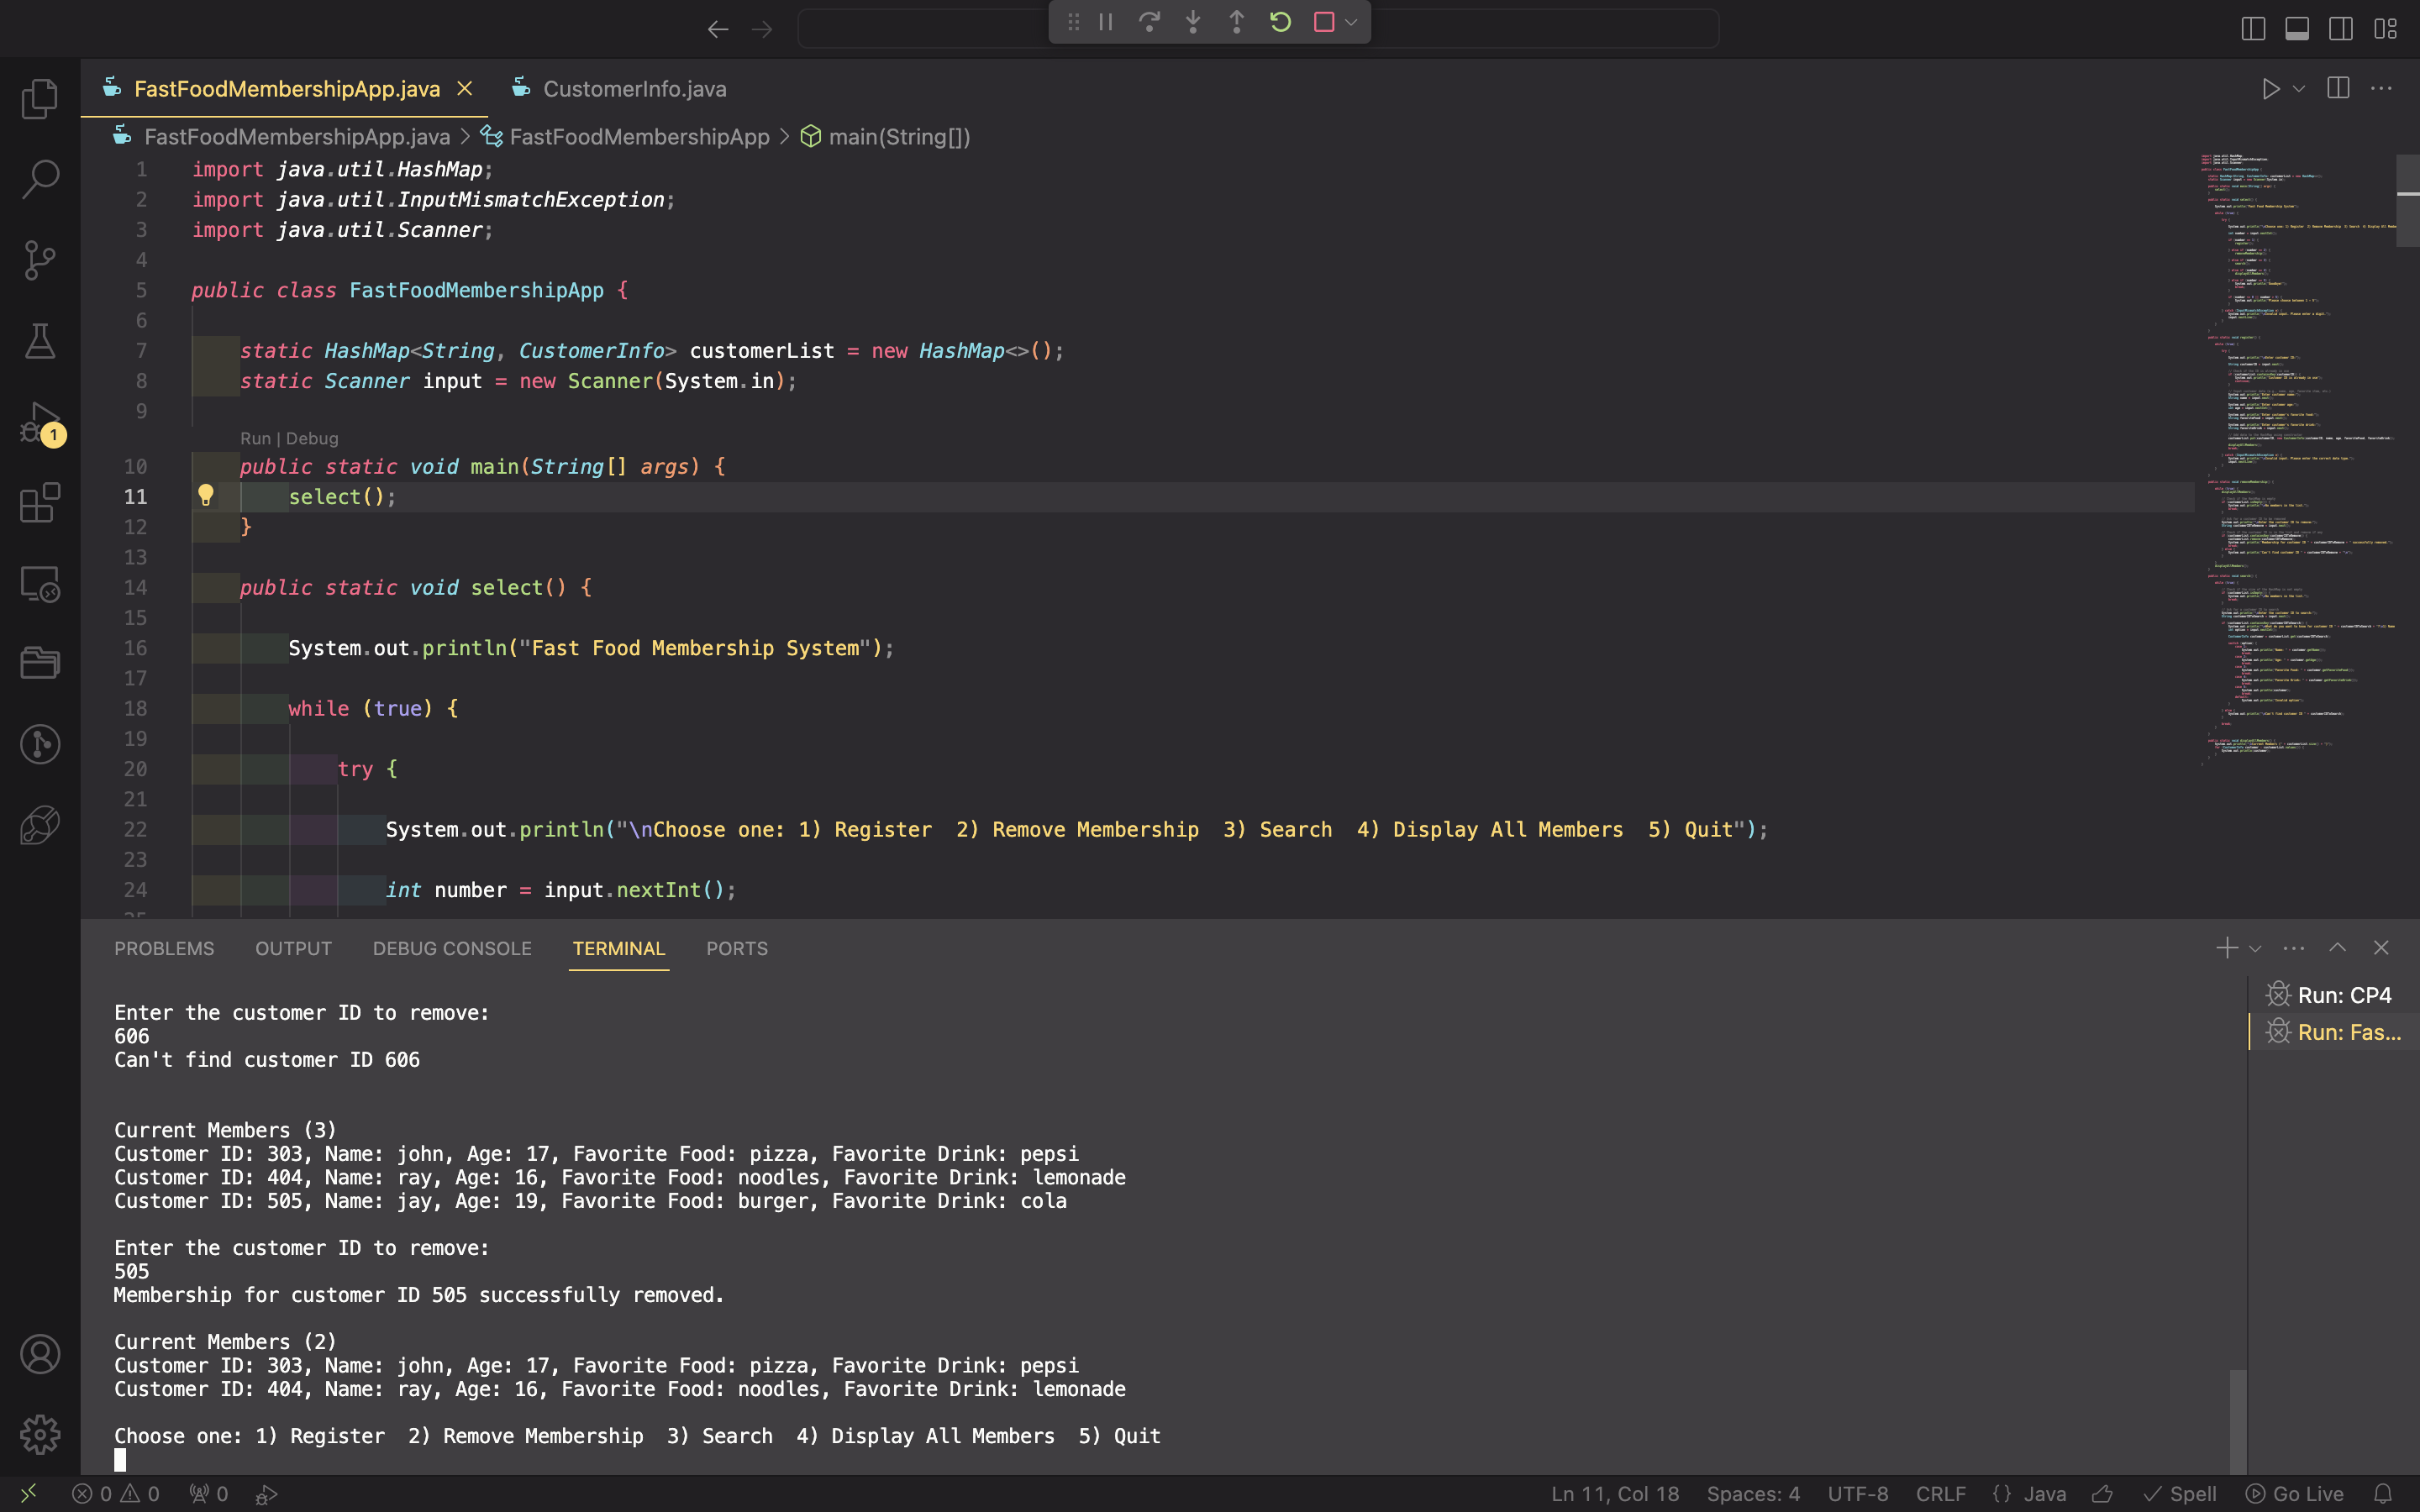 FastFoodMembershipApp.java
CustomerInfo.java
FastFoodMembershipApp.java > FastFoodMembershipApp > main(String[])
1 import java.util.HashMap;
2 import java.util.InputMismatchException;
3 import java.util.Scanner;
4
5 public class FastFoodMembershipApp {
6
7 static HashMap<String, CustomerInfo> customerList = new HashMap<>();
8 static Scanner input = new Scanner(System.in);
9
Run | Debug
10 public static void main(String[] args) {
11 select();
12 }
13
14 public static void select() {
15
16 System.out.println("Fast Food Membership System");
17
18 while (true) {
19
20 try {
21
22 System.out.println("\nChoose one: 1) Register  2) Remove Membership  3) Search  4) Display All Members  5) Quit");
23
24 int number = input.nextInt();
1
PROBLEMS OUTPUT DEBUG CONSOLE TERMINAL PORTS
Enter the customer ID to remove:
606
Can't find customer ID 606
Current Members (3)
Customer ID: 303, Name: john, Age: 17, Favorite Food: pizza, Favorite Drink: pepsi
Customer ID: 404, Name: ray, Age: 16, Favorite Food: noodles, Favorite Drink: lemonade
Customer ID: 505, Name: jay, Age: 19, Favorite Food: burger, Favorite Drink: cola
Enter the customer ID to remove:
505
Membership for customer ID 505 successfully removed.
Current Members (2)
Customer ID: 303, Name: john, Age: 17, Favorite Food: pizza, Favorite Drink: pepsi
Customer ID: 404, Name: ray, Age: 16, Favorite Food: noodles, Favorite Drink: lemonade
Choose one: 1) Register  2) Remove Membership  3) Search  4) Display All Members  5) Quit
Run: CP4
Run: Fas...
0 0 0 Ln 11, Col 18 Spaces: 4 UTF-8 CRLF {} Java Spell Go Live